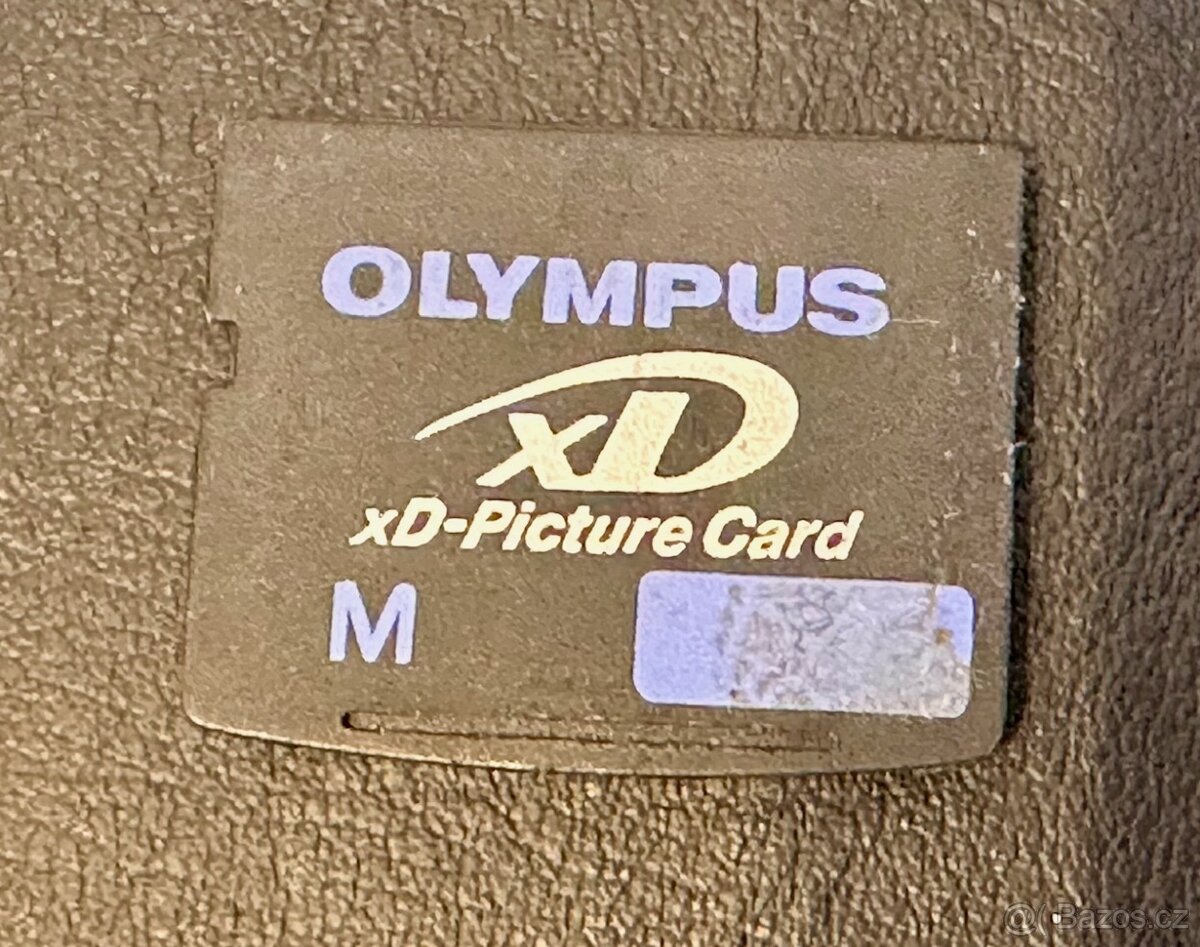 OLYMPUS
xD
xD-Picture Card
M
Bazos.cz